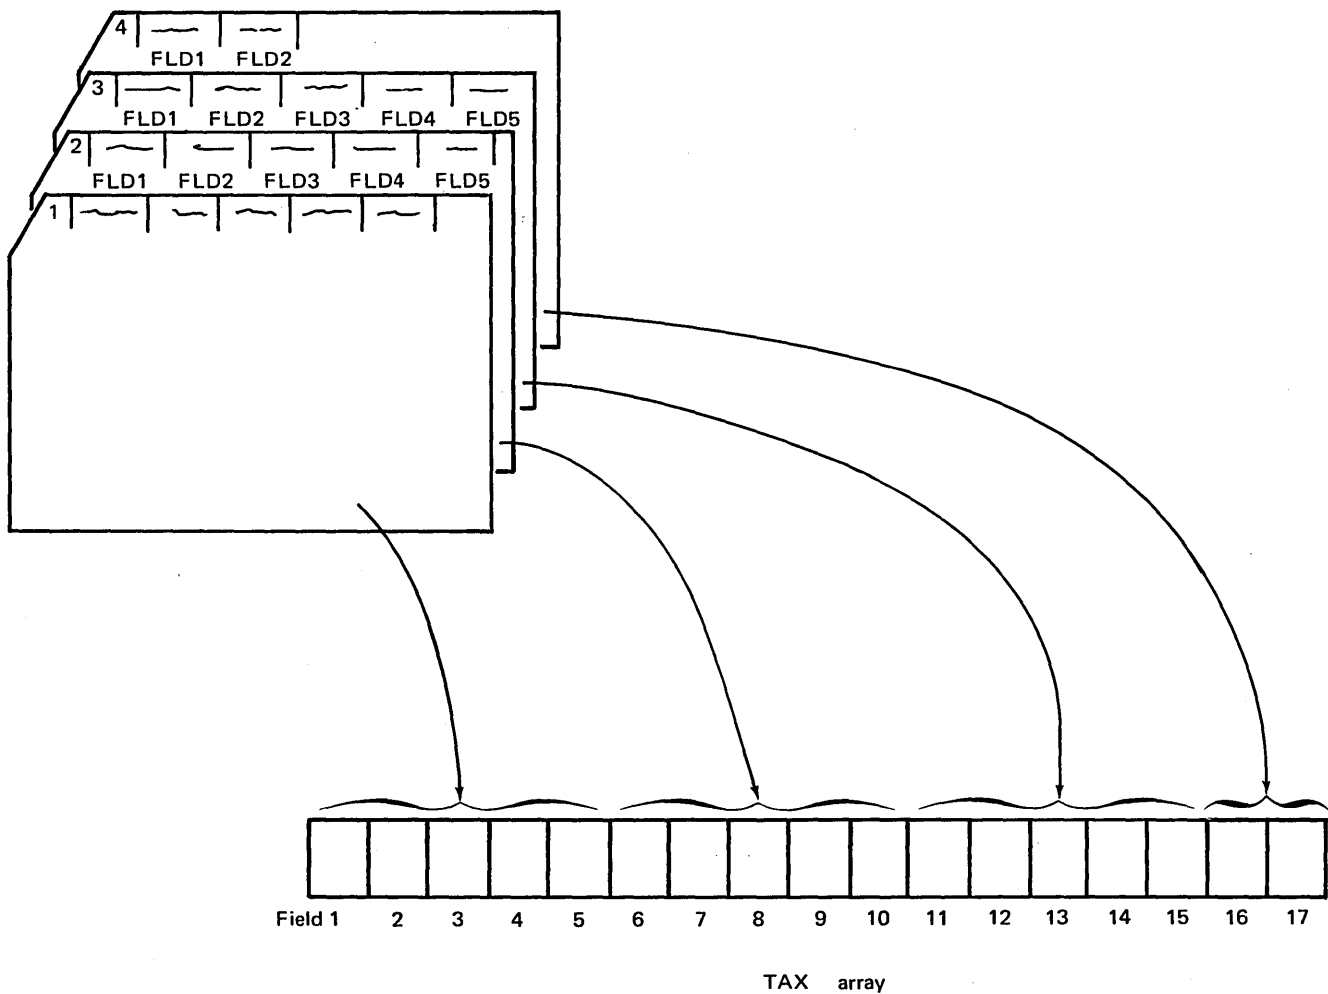 4
FLD1 FLD2
3
FLD1 FLD2 FLD3 FLD4 FLD5
2
FLD1 FLD2 FLD3 FLD4 FLD5
1
Field 1 2 3 4 5 6 7 8 9 10 11 12 13 14 15 16 17
TAX array